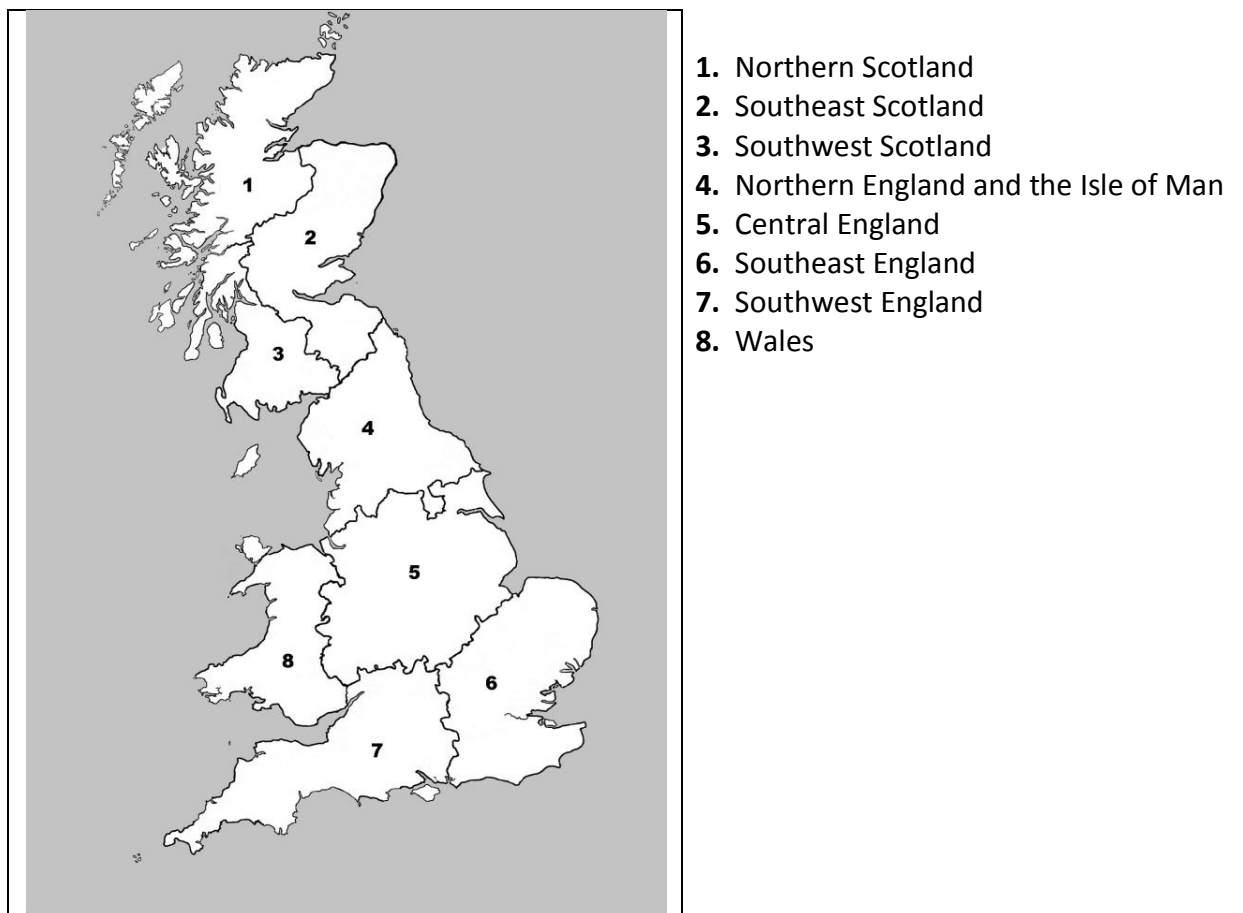 1
2
3
4
5
8
6
7
1. Northern Scotland
2. Southeast Scotland
3. Southwest Scotland
4. Northern England and the Isle of Man
5. Central England
6. Southeast England
7. Southwest England
8. Wales